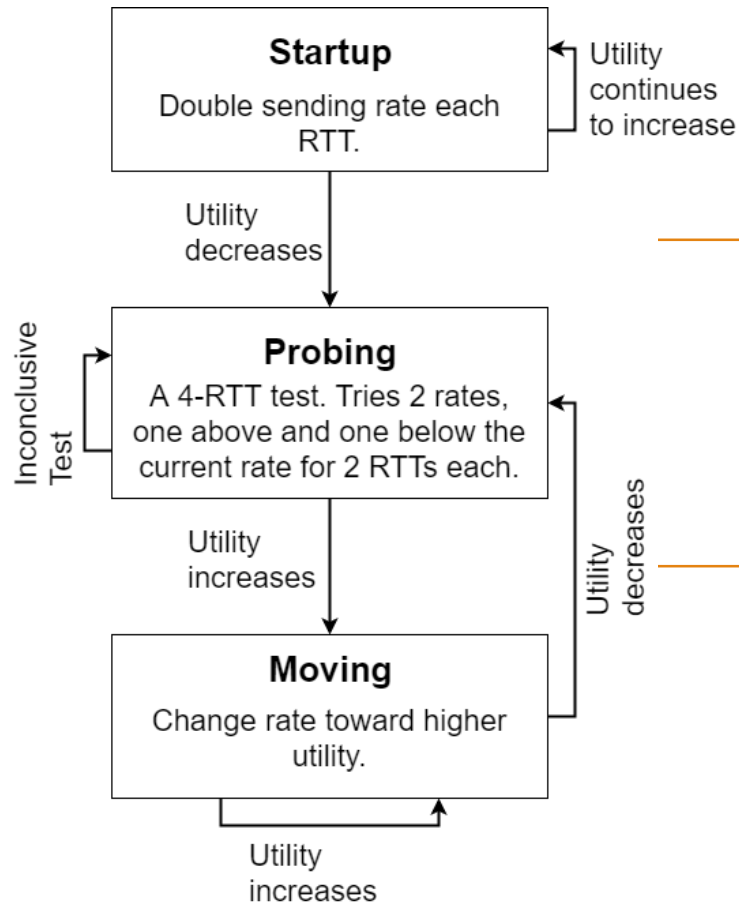 Startup
Double sending rate each
RTT.
Utility
continues
to increase
Utility
decreases
Inconclusive
Test
Probing
A 4-RTT test. Tries 2 rates,
one above and one below the
current rate for 2 RTTs each.
Utility
increases
Utility
decreases
Moving
Change rate toward higher
utility.
Utility
increases